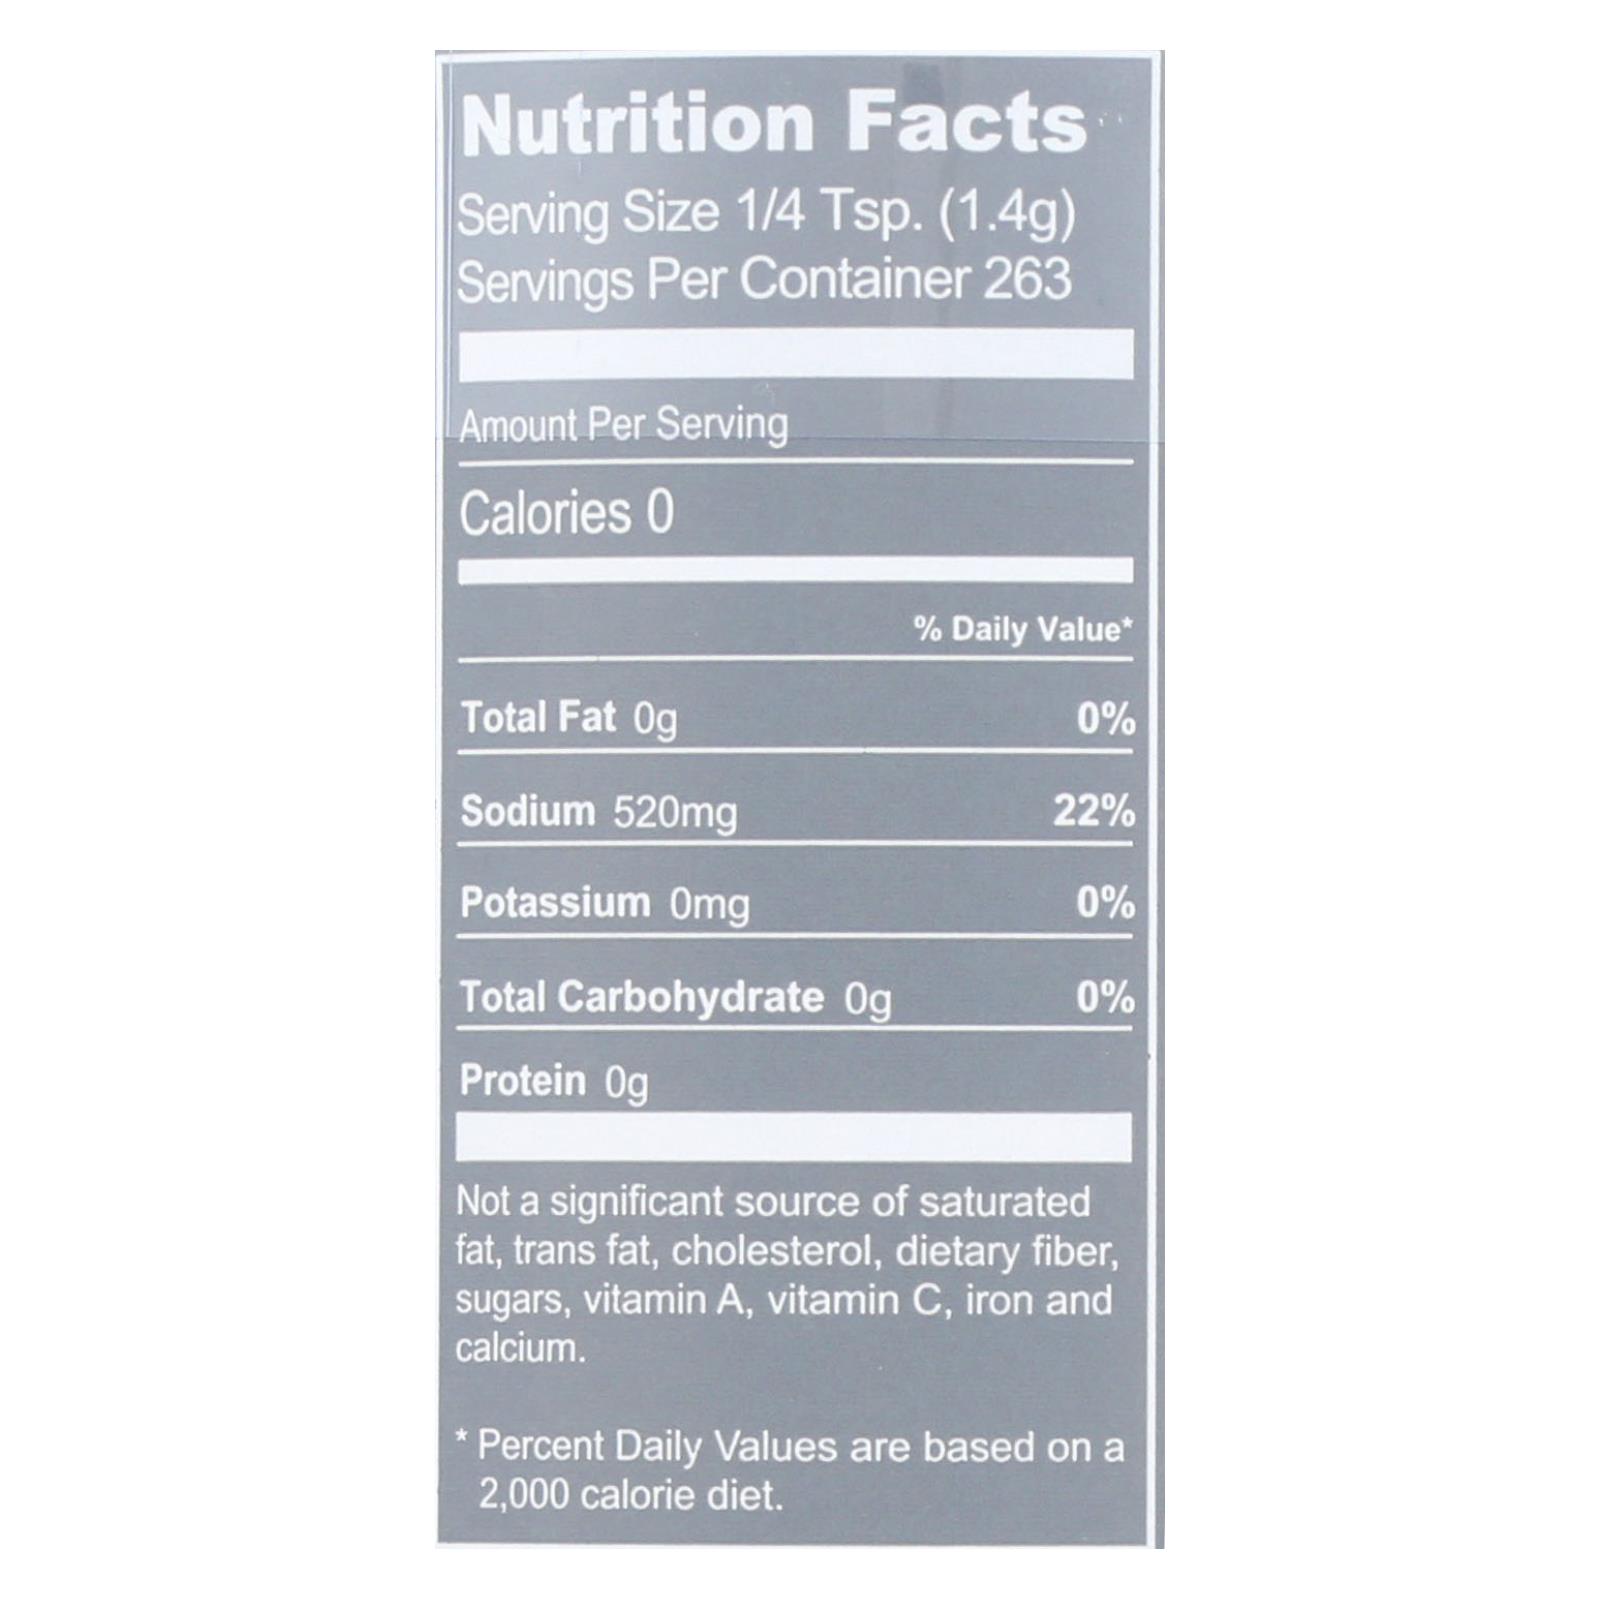 Nutrition Facts
Serving Size 1/4 Tsp. (1.4g)
Servings Per Container 263
Amount Per Serving
Calories 0
% Daily Value*
Total Fat 0g 0%
Sodium 520mg 22%
Potassium 0mg 0%
Total Carbohydrate 0g 0%
Protein 0g
Not a significant source of saturated
fat, trans fat, cholesterol, dietary fiber,
sugars, vitamin A, vitamin C, iron and
calcium.
* Percent Daily Values are based on a
2,000 calorie diet.